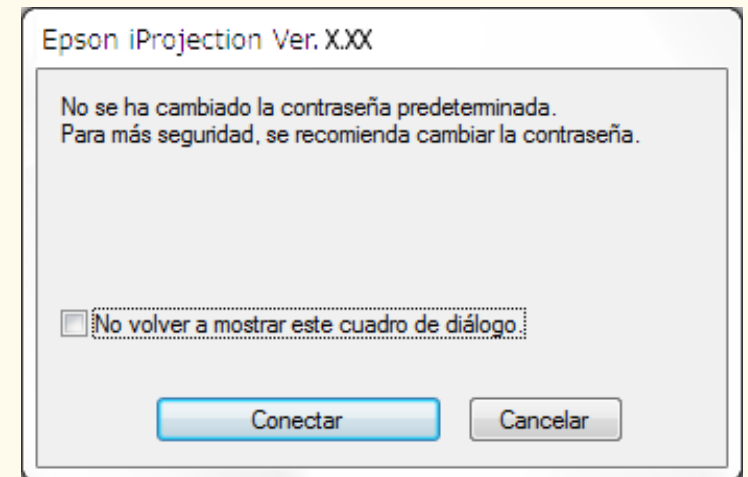 Epson iProjection Ver. X.XX
No se ha cambiado la contraseña predeterminada.
Para más seguridad, se recomienda cambiar la contraseña.
No volver a mostrar este cuadro de diálogo.
Conectar
Cancelar